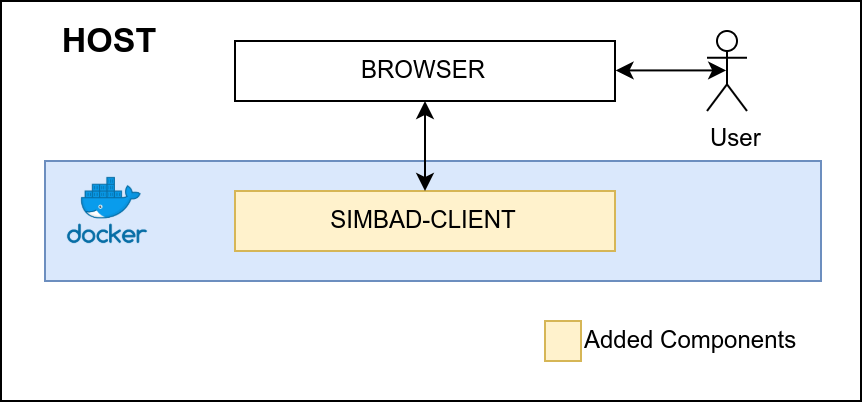 HOST
BROWSER
User
docker
SIMBAD-CLIENT
Added Components